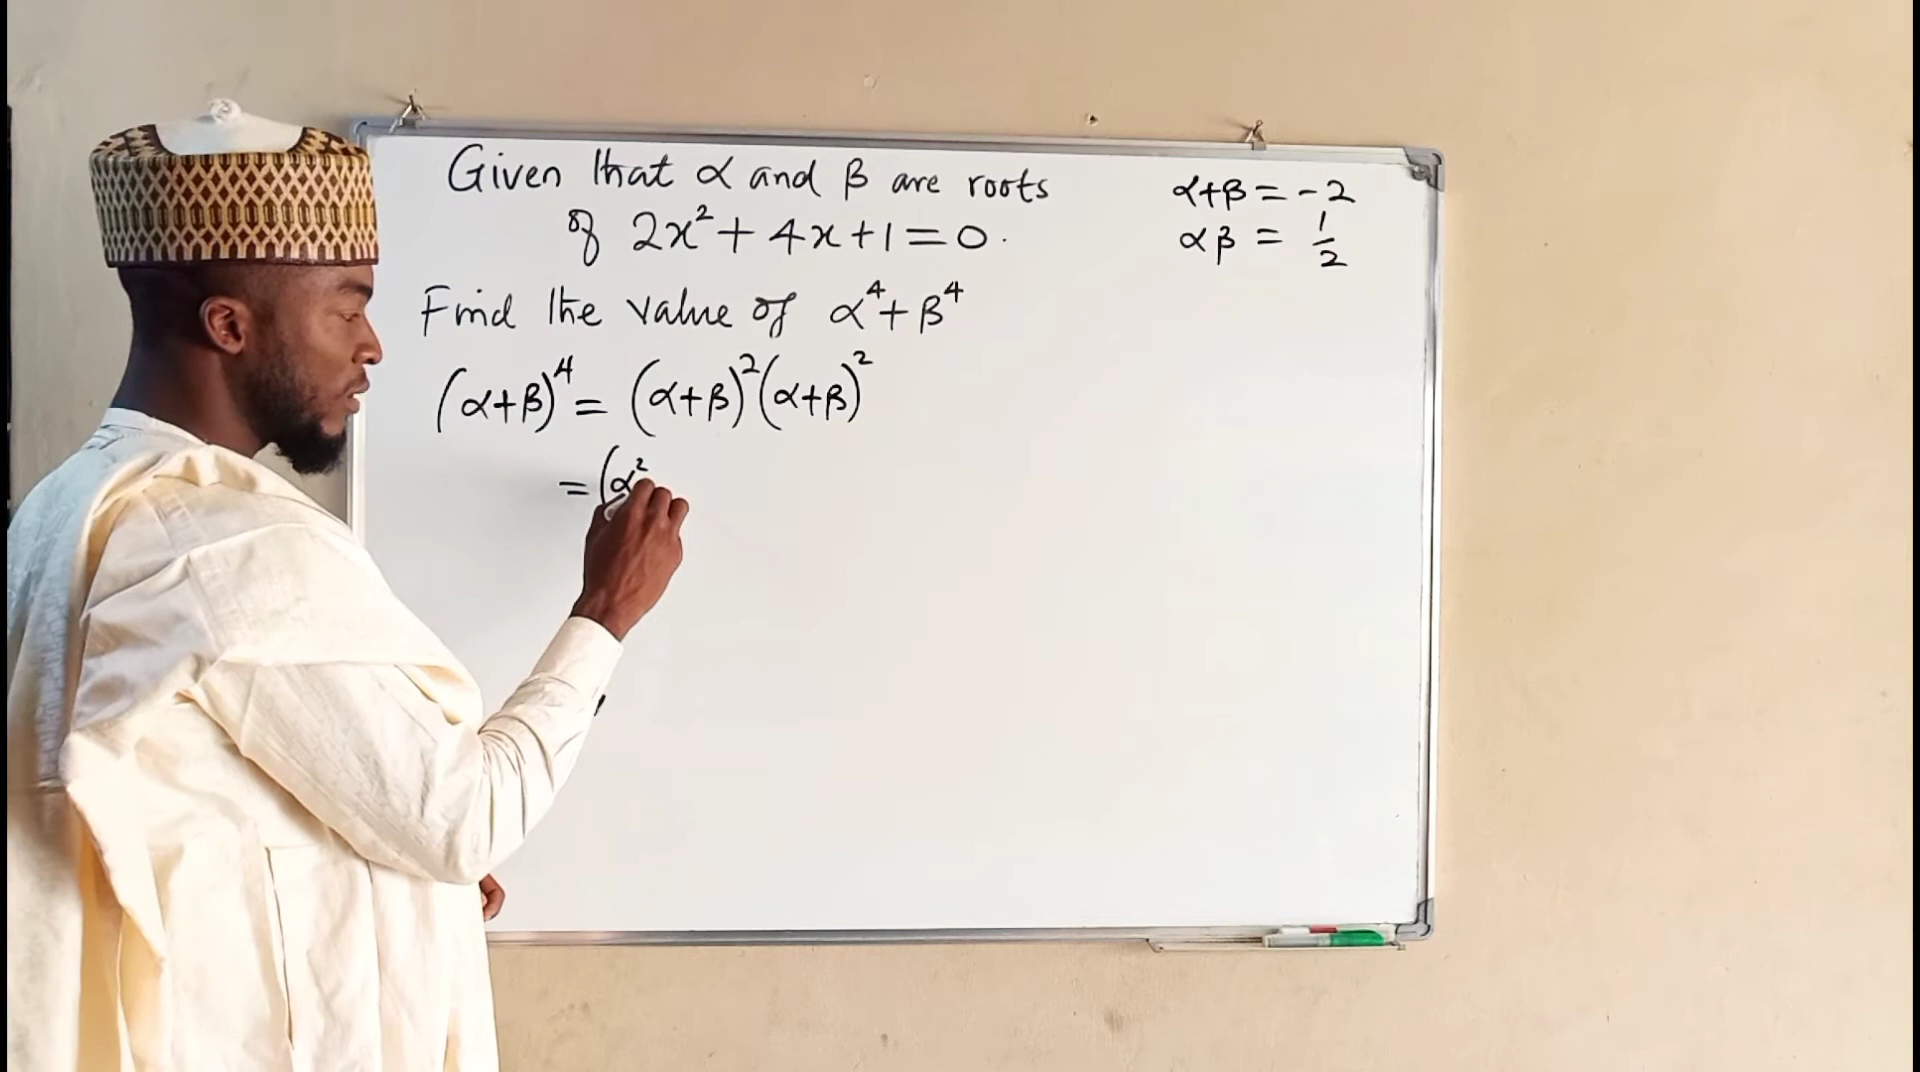 Given that α and β are roots
of 2x² + 4x + 1 = 0.
Find the value of α⁴ + β⁴
(α+β)⁴ = (α+β)²(α+β)²
= (α²
α+β = -2
αβ = 1/2